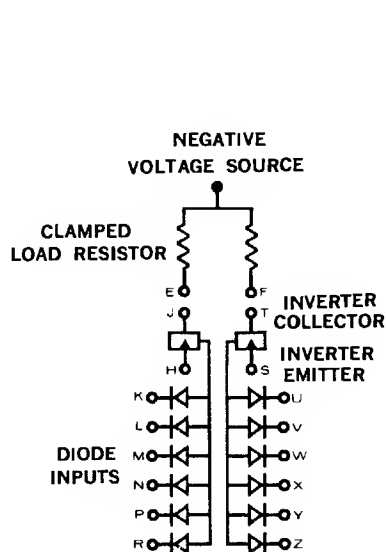 NEGATIVE
VOLTAGE SOURCE
CLAMPED
LOAD RESISTOR
E F
J T
INVERTER
COLLECTOR
H S
INVERTER
EMITTER
K U
L V
M W
DIODE
INPUTS
N X
P Y
R Z